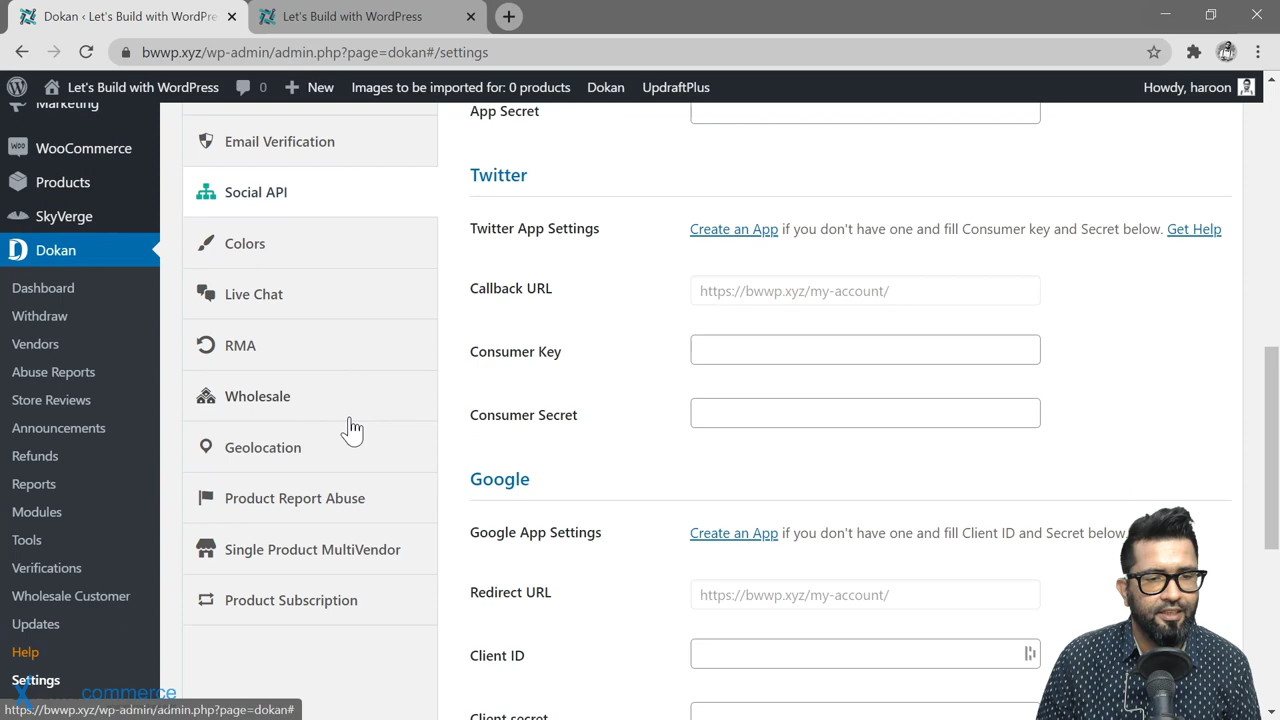 Dokan ‹ Let's Build with WordPre
Let's Build with WordPress
bwwp.xyz/wp-admin/admin.php?page=dokan#/settings
Let's Build with WordPress
0
New
Images to be imported for: 0 products
Dokan
UpdraftPlus
Howdy, haroon
Marketing
WooCommerce
Products
SkyVerge
Dokan
Dashboard
Withdraw
Vendors
Abuse Reports
Store Reviews
Announcements
Refunds
Reports
Modules
Tools
Verifications
Wholesale Customer
Updates
Help
Settings
commerce
https://bwwp.xyz/wp-admin/admin.php?page=dokan#
Email Verification
Social API
Colors
Live Chat
RMA
Wholesale
Geolocation
Product Report Abuse
Single Product MultiVendor
Product Subscription
App Secret
Twitter
Twitter App Settings
Create an App if you don't have one and fill Consumer key and Secret below. Get Help
Callback URL
https://bwwp.xyz/my-account/
Consumer Key
Consumer Secret
Google
Google App Settings
Create an App if you don't have one and fill Client ID and Secret below.
Redirect URL
https://bwwp.xyz/my-account/
Client ID
Client secret